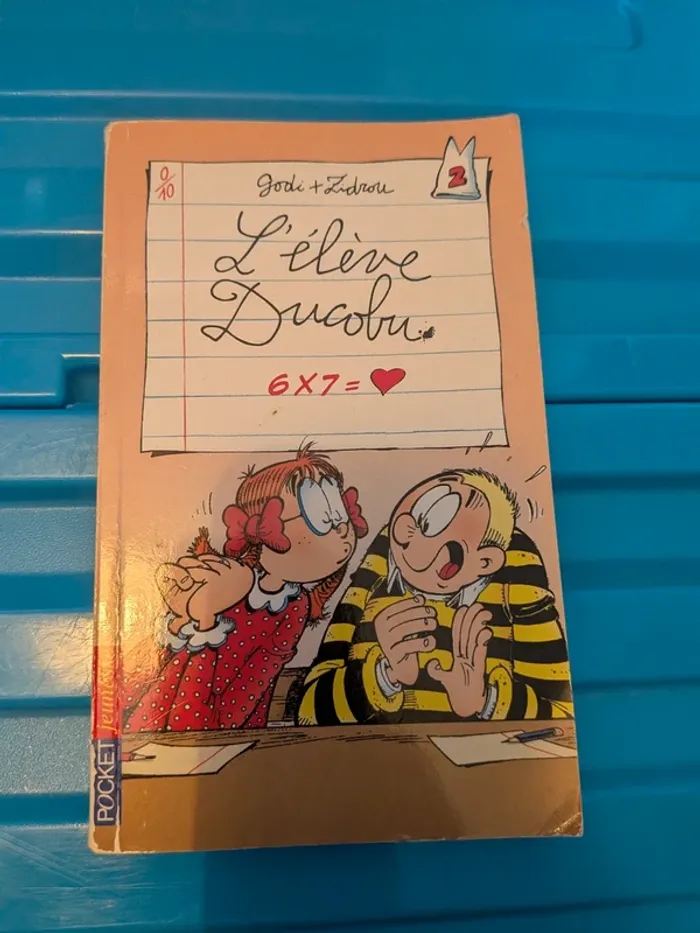 0/10
godi + Zidrou
2
L'élève
Ducobu.
6 X 7 = ♥
POCKET jeunesse